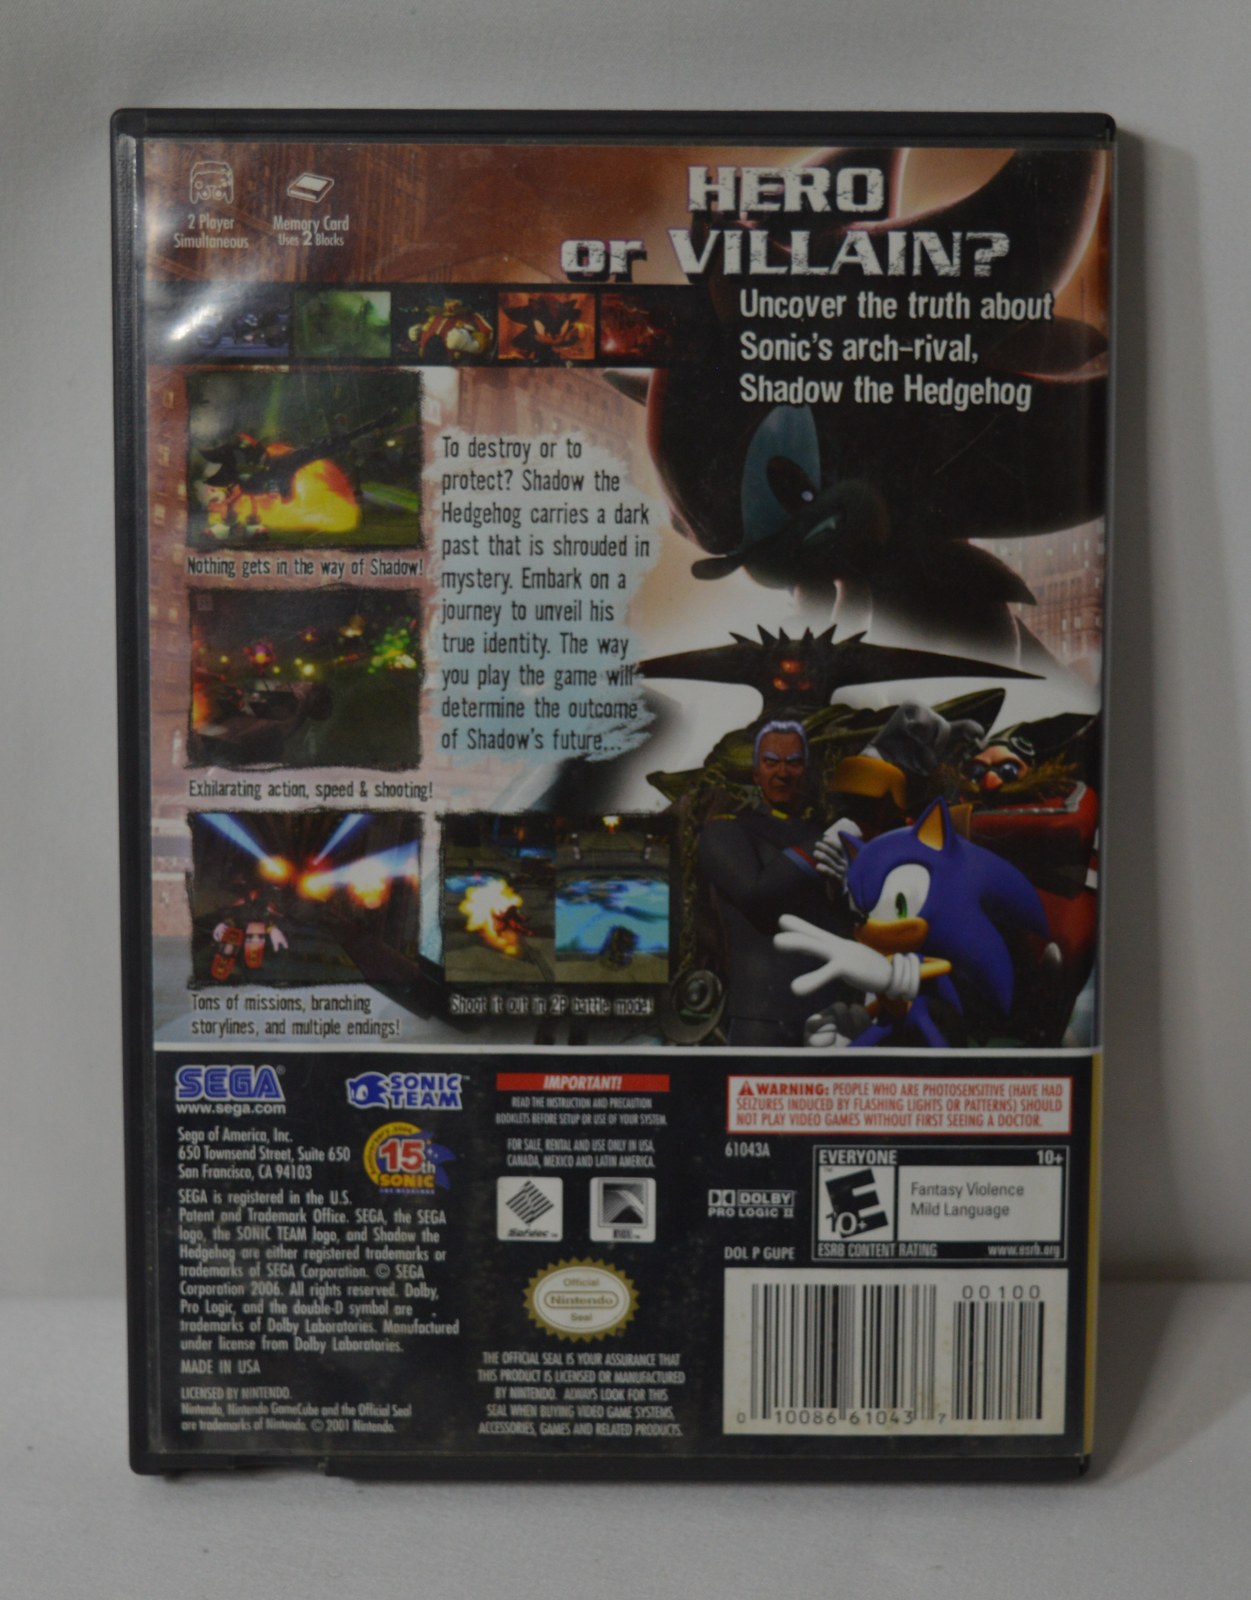 2 Player
Simultaneous
Memory Card
Uses 2 Blocks
HERO
or VILLAIN?
Uncover the truth about
Sonic's arch-rival,
Shadow the Hedgehog
To destroy or to
protect? Shadow the
Hedgehog carries a dark
past that is shrouded in
mystery. Embark on a
journey to unveil his
true identity. The way
you play the game will
determine the outcome
of Shadow's future...
Nothing gets in the way of Shadow!
Exhilarating action, speed & shooting!
Tons of missions, branching
storylines, and multiple endings!
Shoot it out in 2P battle mode!
SEGA®
www.sega.com
SONIC
TEAM™
Sega of America, Inc.
650 Townsend Street, Suite 650
San Francisco, CA 94103
15th
SONIC
SEGA is registered in the U.S.
Patent and Trademark Office. SEGA, the SEGA
logo, the SONIC TEAM logo, and Shadow the
Hedgehog are either registered trademarks or
trademarks of SEGA Corporation. © SEGA
Corporation 2006. All rights reserved. Dolby,
Pro Logic, and the double-D symbol are
trademarks of Dolby Laboratories. Manufactured
under license from Dolby Laboratories.
MADE IN USA
LICENSED BY NINTENDO.
Nintendo, Nintendo GameCube and the Official Seal
are trademarks of Nintendo. © 2001 Nintendo.
IMPORTANT!
READ THE INSTRUCTION AND PRECAUTION
BOOKLETS BEFORE SETUP OR USE OF YOUR SYSTEM.
FOR SALE, RENTAL AND USE ONLY IN USA,
CANADA, MEXICO AND LATIN AMERICA.
Official
Nintendo
Seal
THE OFFICIAL SEAL IS YOUR ASSURANCE THAT
THIS PRODUCT IS LICENSED OR MANUFACTURED
BY NINTENDO. ALWAYS LOOK FOR THIS
SEAL WHEN BUYING VIDEO GAME SYSTEMS,
ACCESSORIES, GAMES AND RELATED PRODUCTS.
WARNING: PEOPLE WHO ARE PHOTOSENSITIVE (HAVE HAD
SEIZURES INDUCED BY FLASHING LIGHTS OR PATTERNS) SHOULD
NOT PLAY VIDEO GAMES WITHOUT FIRST SEEING A DOCTOR.
61043A
DOLBY
PRO LOGIC II
DOL P GUPE
EVERYONE 10+
E
10+
Fantasy Violence
Mild Language
ESRB CONTENT RATING www.esrb.org
00100
0 10086 61043 7